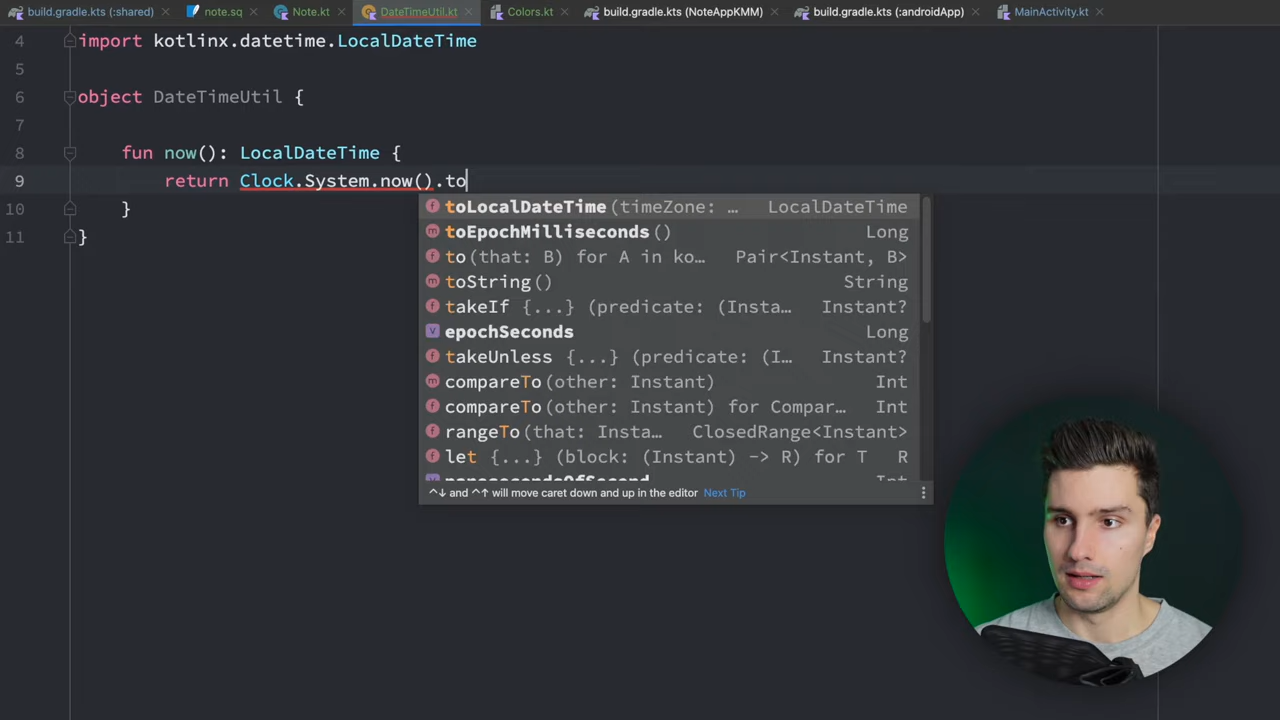 build.gradle.kts (:shared) note.sq Note.kt DateTimeUtil.kt Colors.kt build.gradle.kts (NoteAppKMM) build.gradle.kts (:androidApp) MainActivity.kt
4 import kotlinx.datetime.LocalDateTime
5
6 object DateTimeUtil {
7
8 fun now(): LocalDateTime {
9 return Clock.System.now().to
10 }
11 }
toLocalDateTime(timeZone: … LocalDateTime
toEpochMilliseconds() Long
to(that: B) for A in ko… Pair<Instant, B>
toString() String
takeIf {...} (predicate: (Insta… Instant?
epochSeconds Long
takeUnless {...} (predicate: (I… Instant?
compareTo(other: Instant) Int
compareTo(other: Instant) for Compar… Int
rangeTo(that: Insta… ClosedRange<Instant>
let {...} (block: (Instant) -> R) for T R
nanosecondsOfSecond Int
^↓ and ^↑ will move caret down and up in the editor Next Tip